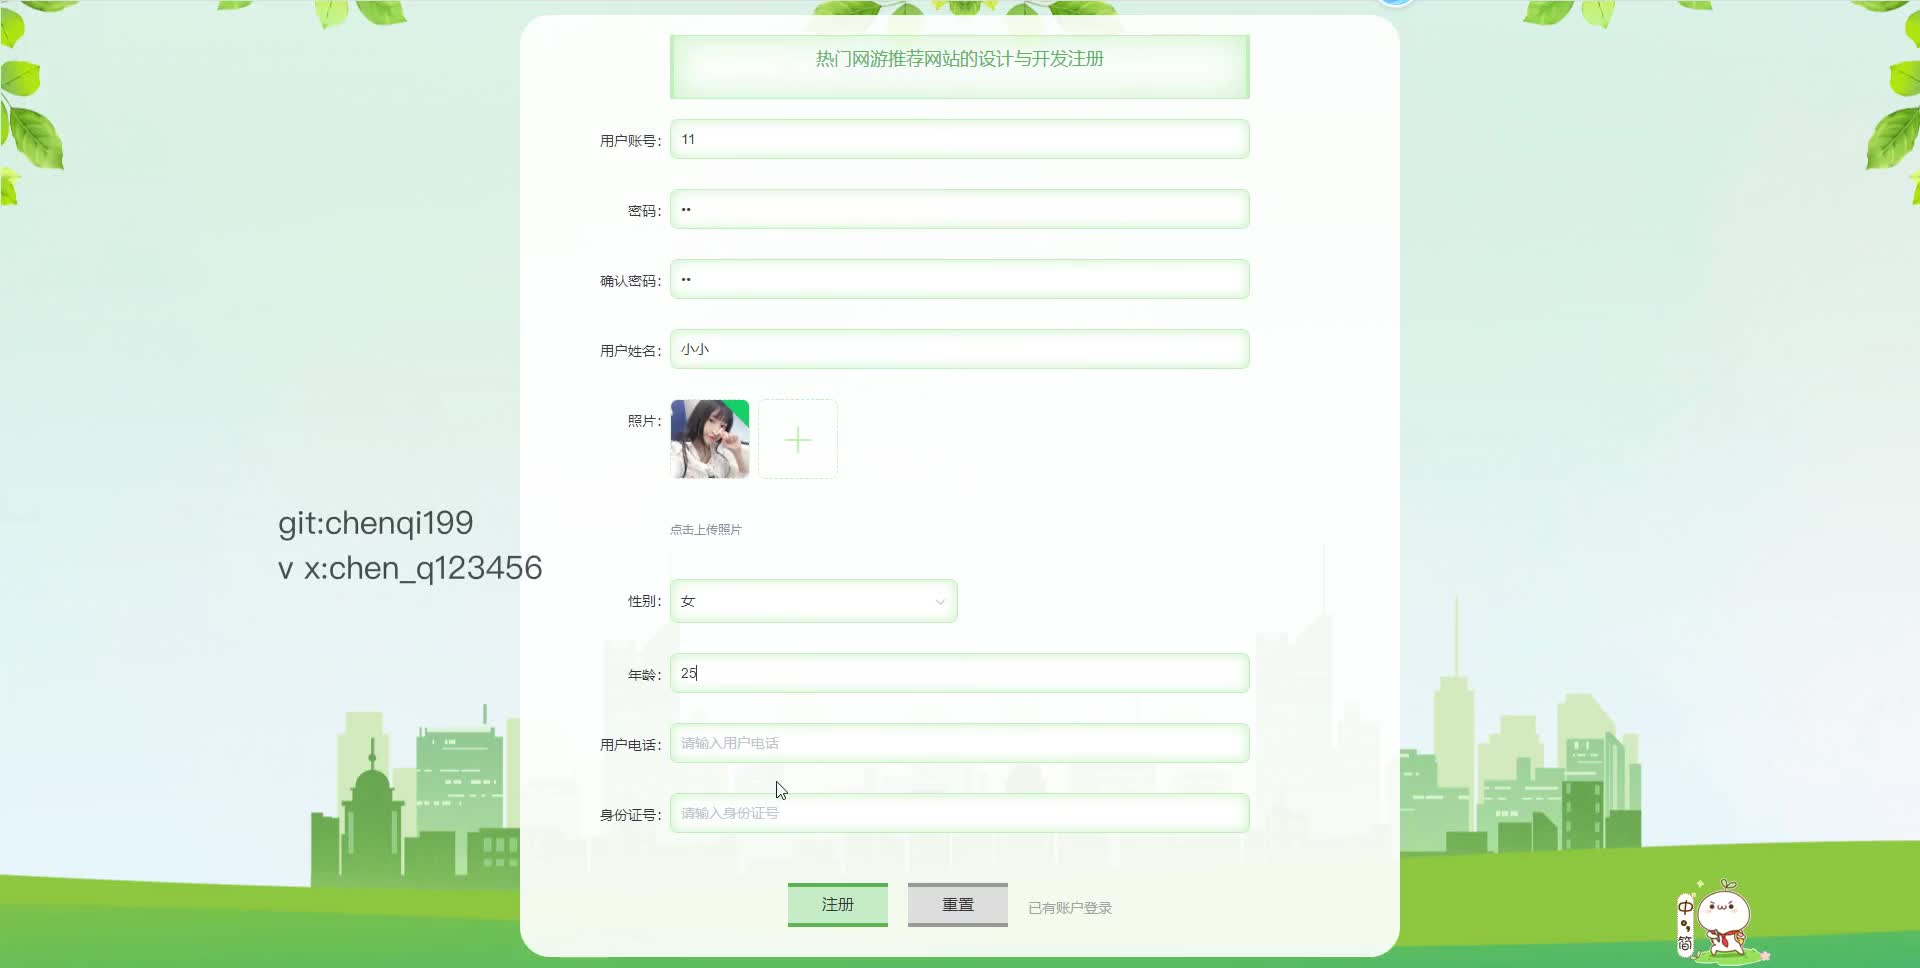 热门网游推荐网站的设计与开发注册
用户账号： 11
密码： ••
确认密码： ••
用户姓名： 小小
照片：
点击上传照片
git:chenqi199
v x:chen_q123456
性别： 女
年龄： 25
用户电话： 请输入用户电话
身份证号： 请输入身份证号
注册 重置 已有账户登录
中
简